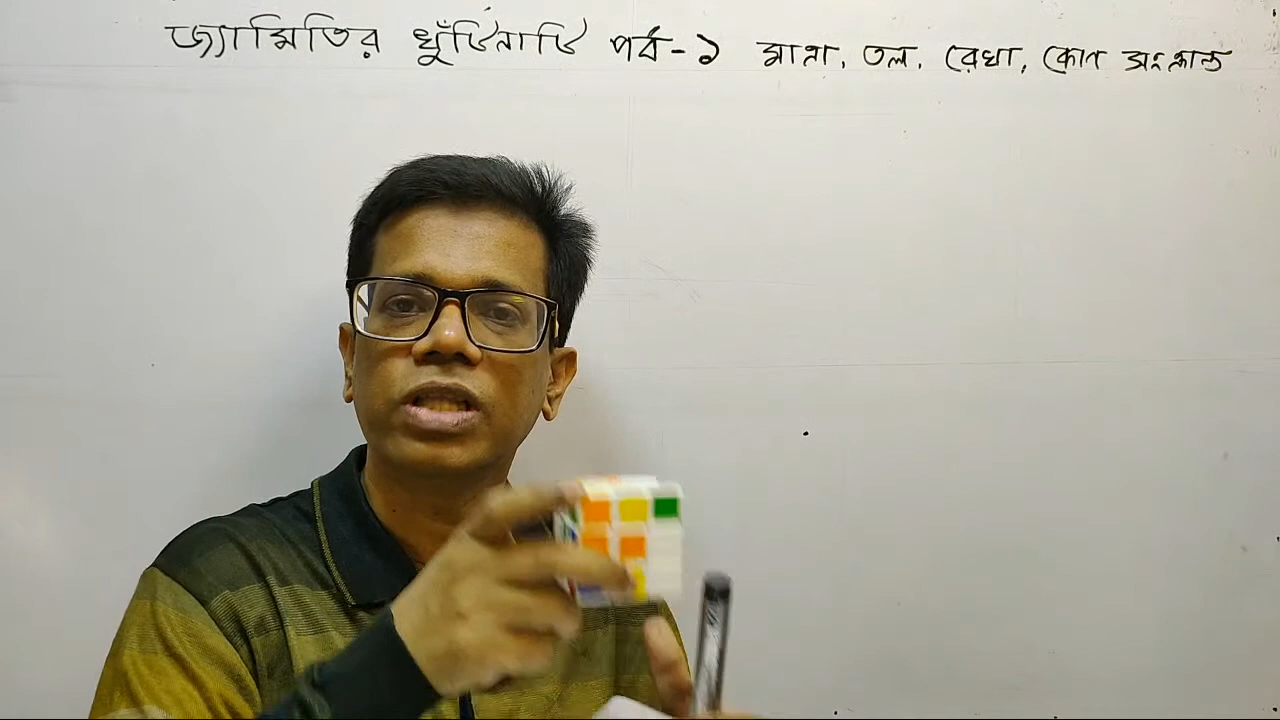 জ্যামিতির খুঁটিনাটি পর্ব-১ মাত্রা, তল, রেখা, কোণ সংক্রান্ত